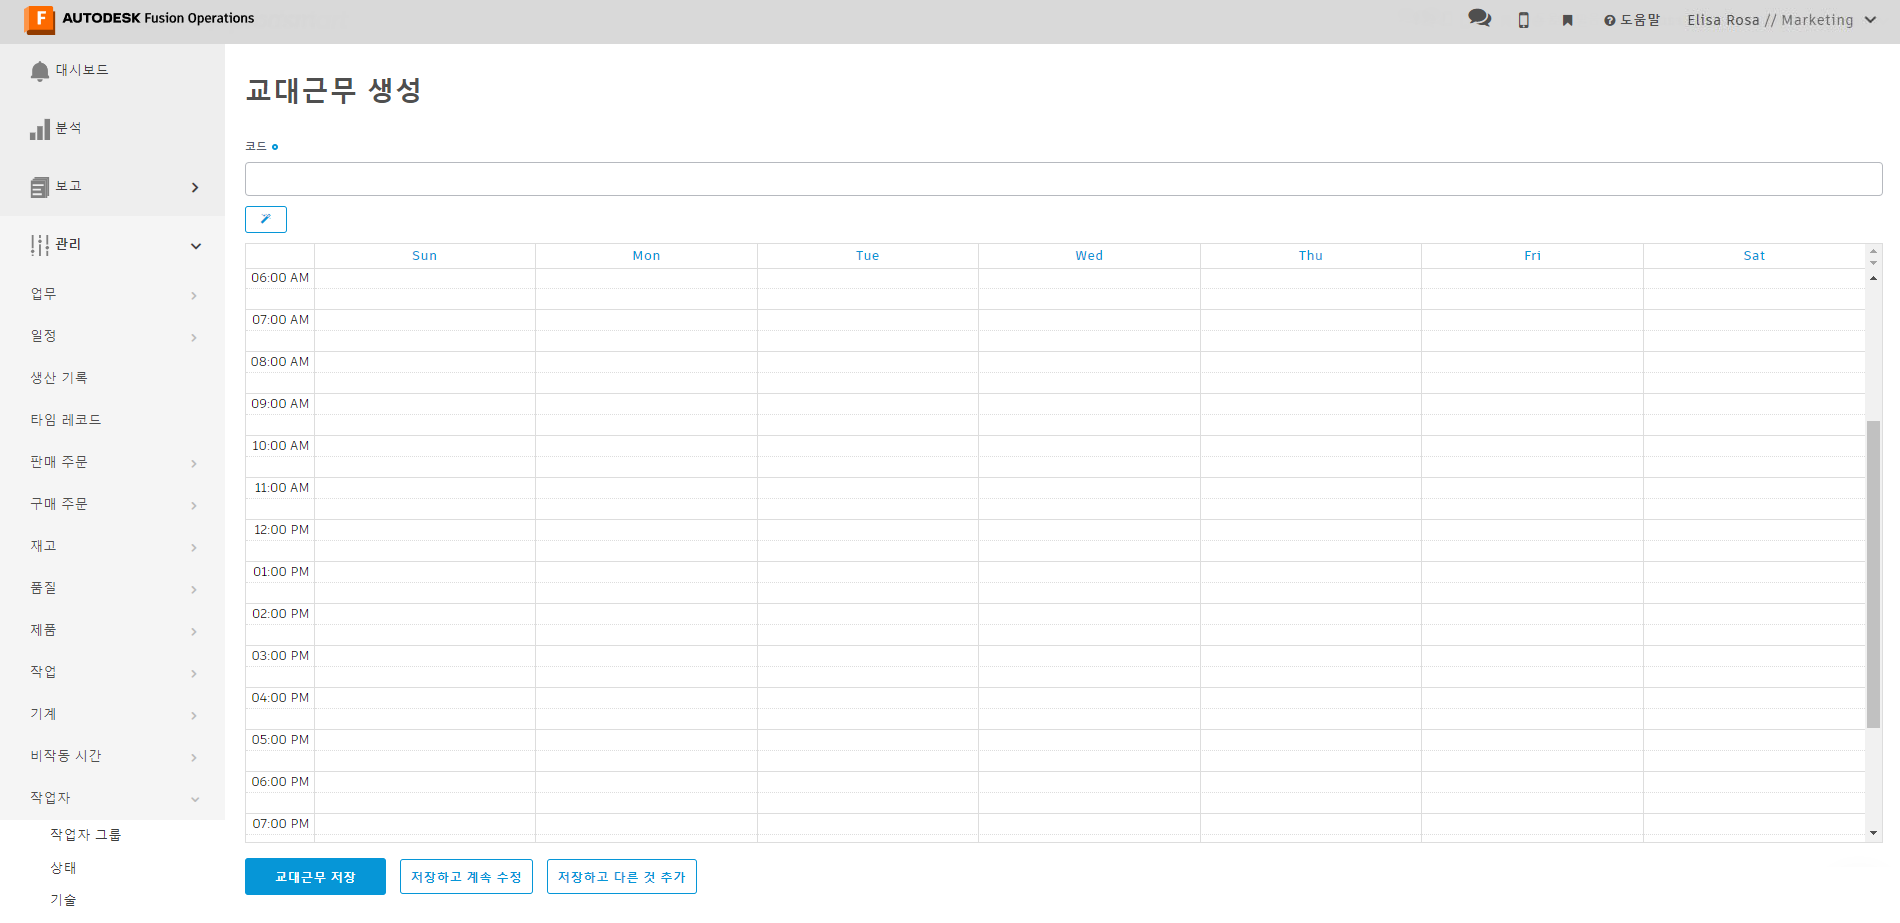 F AUTODESK Fusion Operations
도움말
Elisa Rosa // Marketing
대시보드
분석
보고
관리
업무
일정
생산 기록
타임 레코드
판매 주문
구매 주문
재고
품질
제품
작업
기계
비작동 시간
작업자
작업자 그룹
상태
기술
교대근무 생성
코드
Sun Mon Tue Wed Thu Fri Sat
06:00 AM
07:00 AM
08:00 AM
09:00 AM
10:00 AM
11:00 AM
12:00 PM
01:00 PM
02:00 PM
03:00 PM
04:00 PM
05:00 PM
06:00 PM
07:00 PM
교대근무 저장 저장하고 계속 수정 저장하고 다른 것 추가